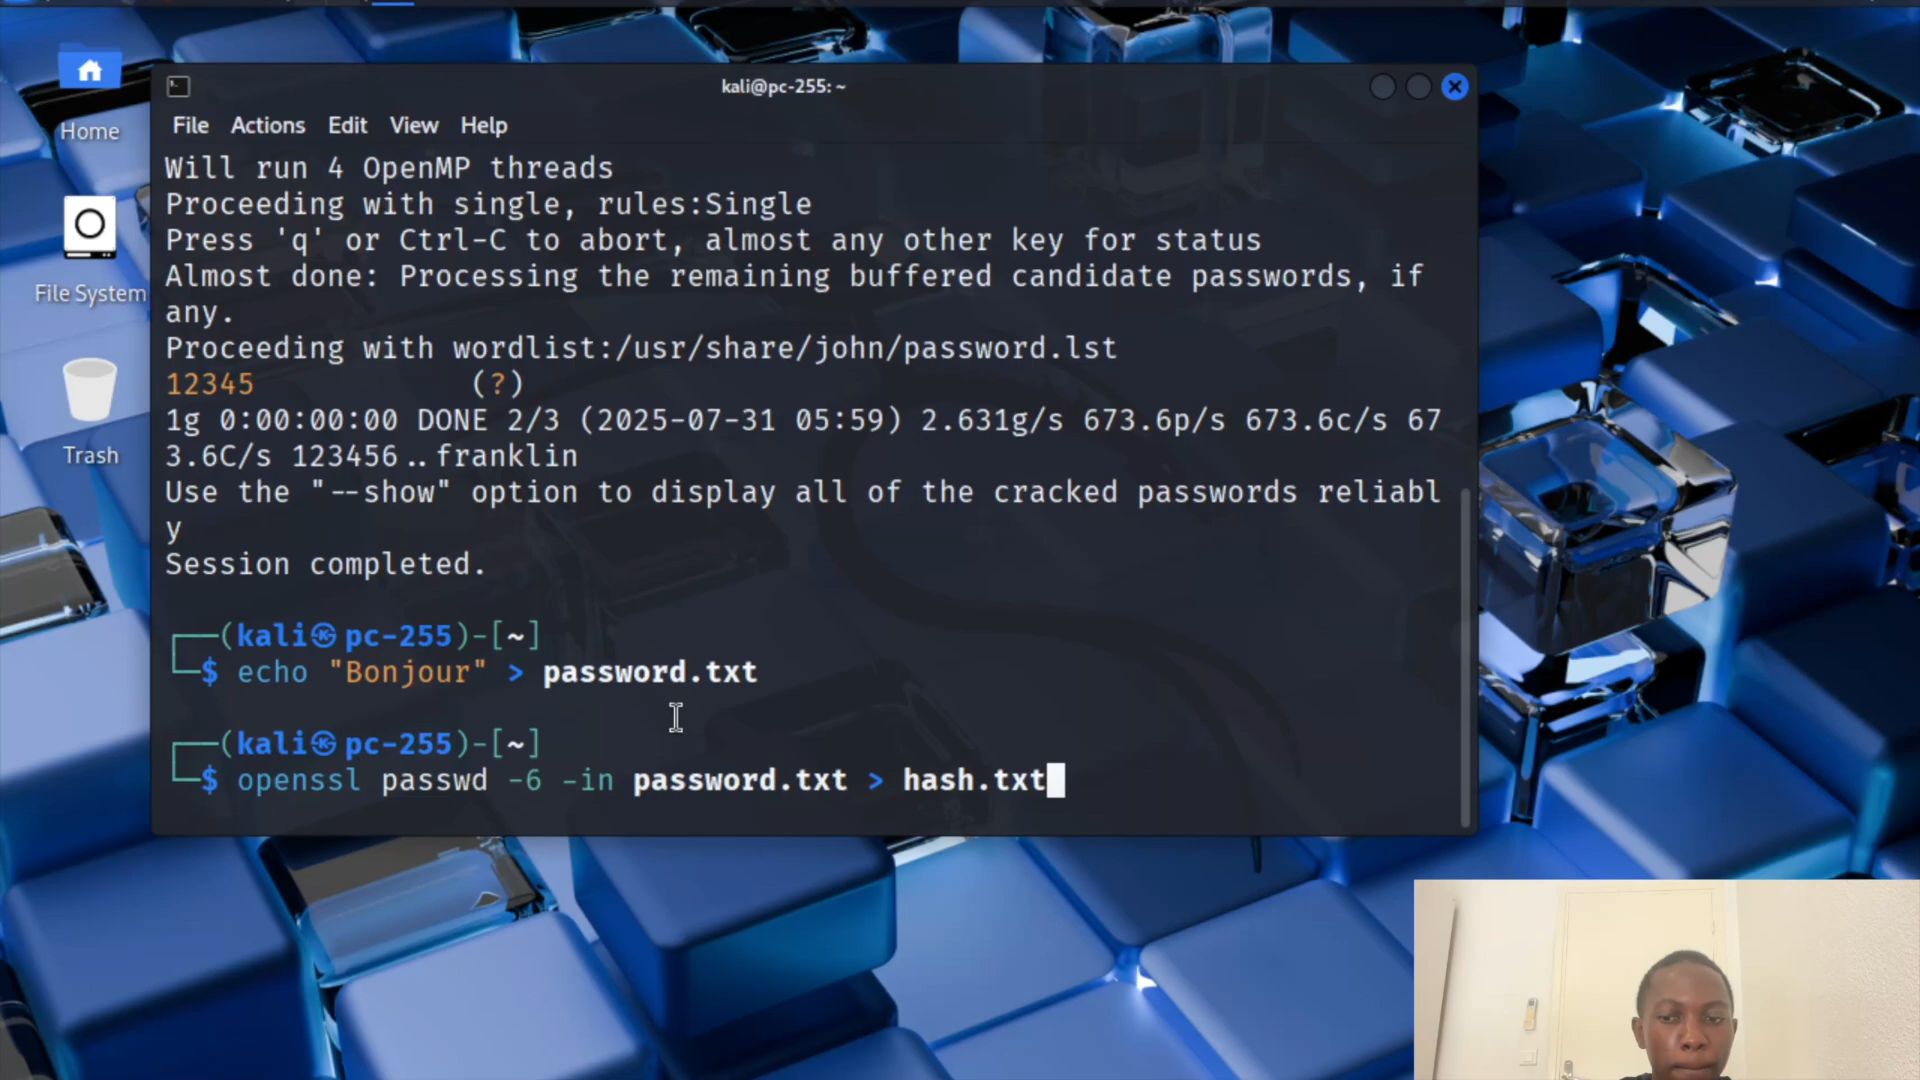 kali@pc-255: ~
Home
File System
Trash
File Actions Edit View Help
Will run 4 OpenMP threads
Proceeding with single, rules:Single
Press 'q' or Ctrl-C to abort, almost any other key for status
Almost done: Processing the remaining buffered candidate passwords, if
any.
Proceeding with wordlist:/usr/share/john/password.lst
12345 (?)
1g 0:00:00:00 DONE 2/3 (2025-07-31 05:59) 2.631g/s 673.6p/s 673.6c/s 67
3.6C/s 123456..franklin
Use the "--show" option to display all of the cracked passwords reliabl
y
Session completed.
┌──(kali㉿pc-255)-[~]
└─$ echo "Bonjour" > password.txt
┌──(kali㉿pc-255)-[~]
└─$ openssl passwd -6 -in password.txt > hash.txt